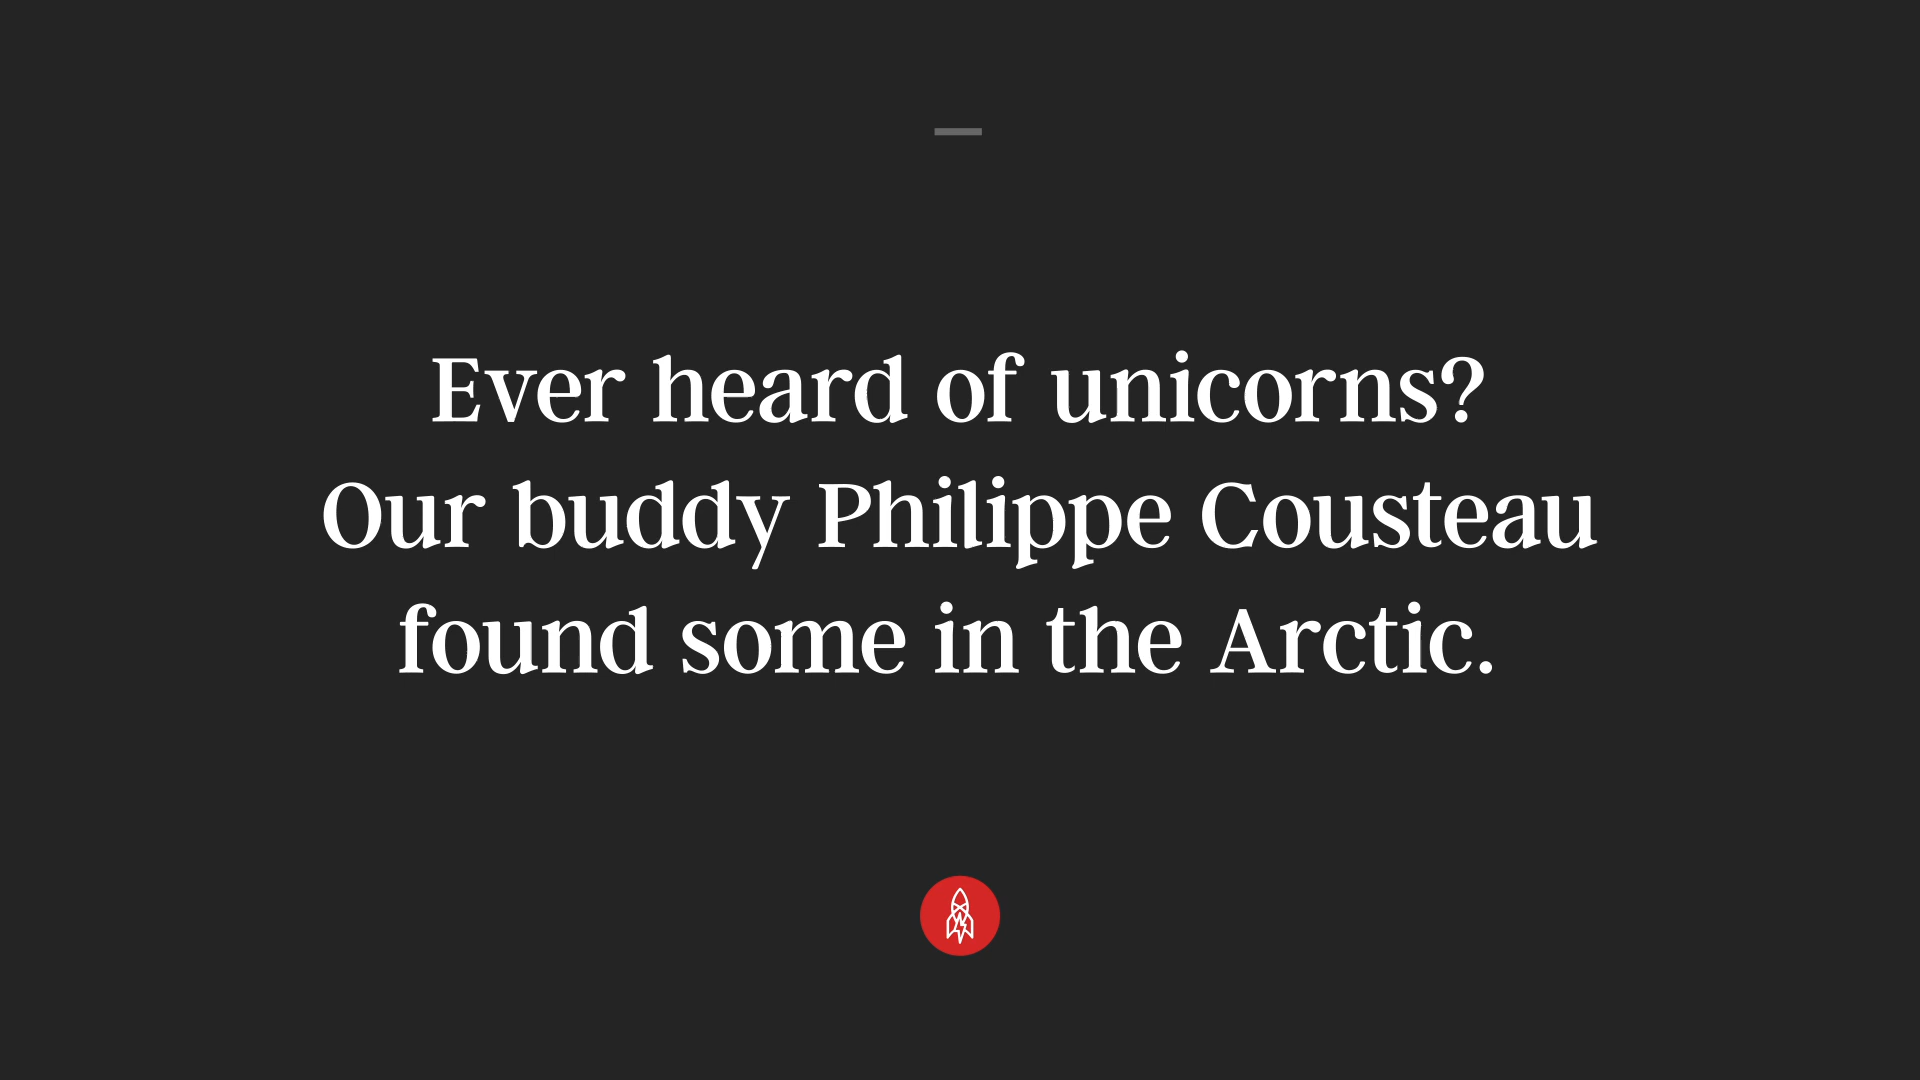 Ever heard of unicorns?
Our buddy Philippe Cousteau
found some in the Arctic.